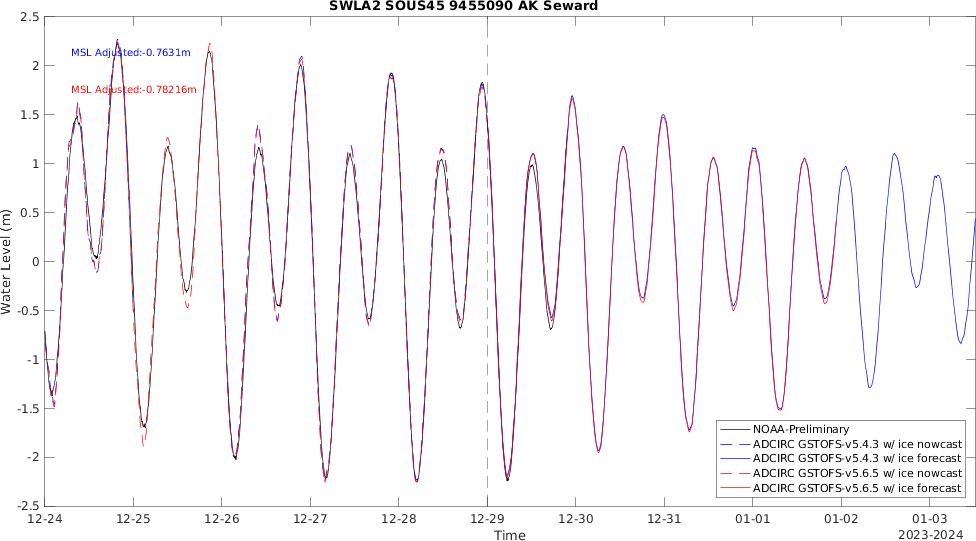 SWLA2 SOUS45 9455090 AK Seward
MSL Adjusted:-0.7631m
MSL Adjusted:-0.78216m
2.5
2
1.5
1
0.5
0
-0.5
-1
-1.5
-2
-2.5
Water Level (m)
NOAA-Preliminary
ADCIRC GSTOFS-v5.4.3 w/ ice nowcast
ADCIRC GSTOFS-v5.4.3 w/ ice forecast
ADCIRC GSTOFS-v5.6.5 w/ ice nowcast
ADCIRC GSTOFS-v5.6.5 w/ ice forecast
12-24 12-25 12-26 12-27 12-28 12-29 12-30 12-31 01-01 01-02 01-03
Time
2023-2024